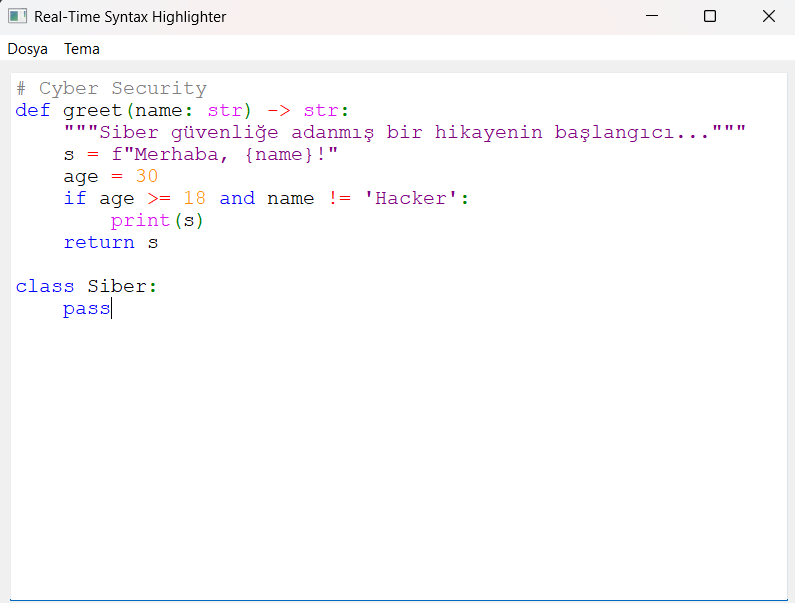 Real-Time Syntax Highlighter
Dosya Tema
# Cyber Security
def greet(name: str) -> str:
    """Siber güvenliğe adanmış bir hikayenin başlangıcı..."""
    s = f"Merhaba, {name}!"
    age = 30
    if age >= 18 and name != 'Hacker':
        print(s)
    return s
class Siber:
    pass